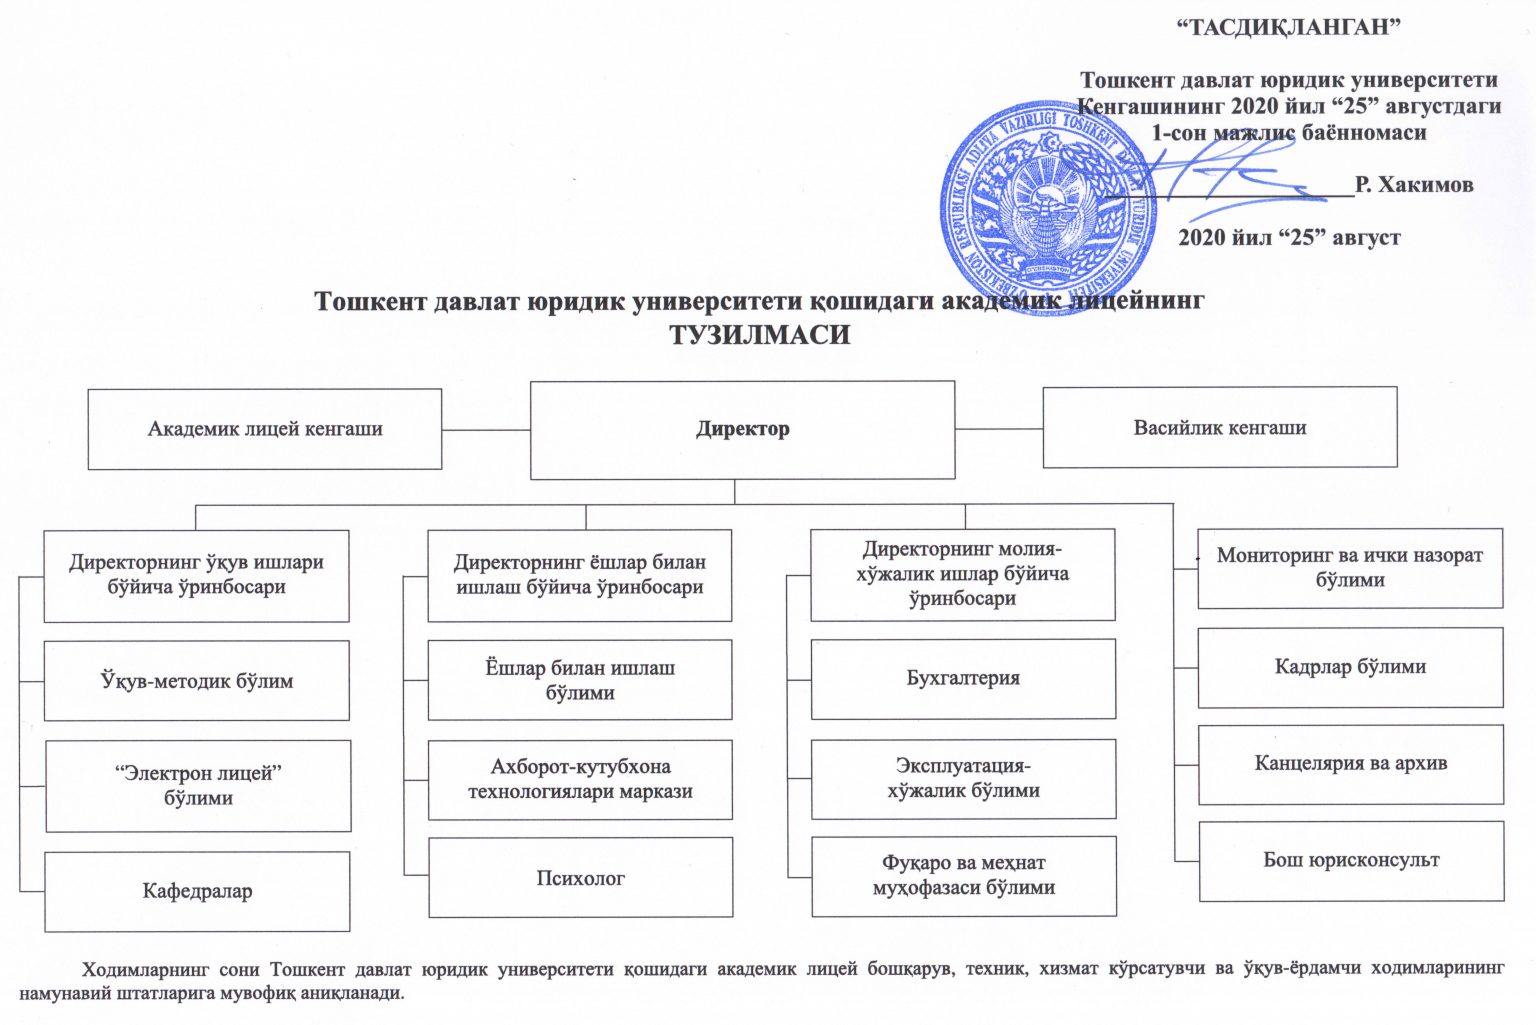 “ТАСДИҚЛАНГАН”
Тошкент давлат юридик университети
Кенгашининг 2020 йил “25” августдаги
1-сон мажлис баённомаси
Р. Хакимов
2020 йил “25” август
O‘ZBEKISTON RESPUBLIKASI ADLIYA VAZIRLIGI TOSHKENT DAVLAT YURIDIK UNIVERSITETI
O‘ZBEKISTON
Тошкент давлат юридик университети қошидаги академик лицейнинг
ТУЗИЛМАСИ
Академик лицей кенгаши
Директор
Васийлик кенгаши
Директорнинг ўқув ишлари
бўйича ўринбосари
Ўқув-методик бўлим
“Электрон лицей”
бўлими
Кафедралар
Директорнинг ёшлар билан
ишлаш бўйича ўринбосари
Ёшлар билан ишлаш
бўлими
Ахборот-кутубхона
технологиялари маркази
Психолог
Директорнинг молия-
хўжалик ишлар бўйича
ўринбосари
Бухгалтерия
Эксплуатация-
хўжалик бўлими
Фуқаро ва меҳнат
муҳофазаси бўлими
Мониторинг ва ички назорат
бўлими
Кадрлар бўлими
Канцелярия ва архив
Бош юрисконсульт
Ходимларнинг сони Тошкент давлат юридик университети қошидаги академик лицей бошқарув, техник, хизмат кўрсатувчи ва ўқув-ёрдамчи ходимларининг
намунавий штатларига мувофиқ аниқланади.